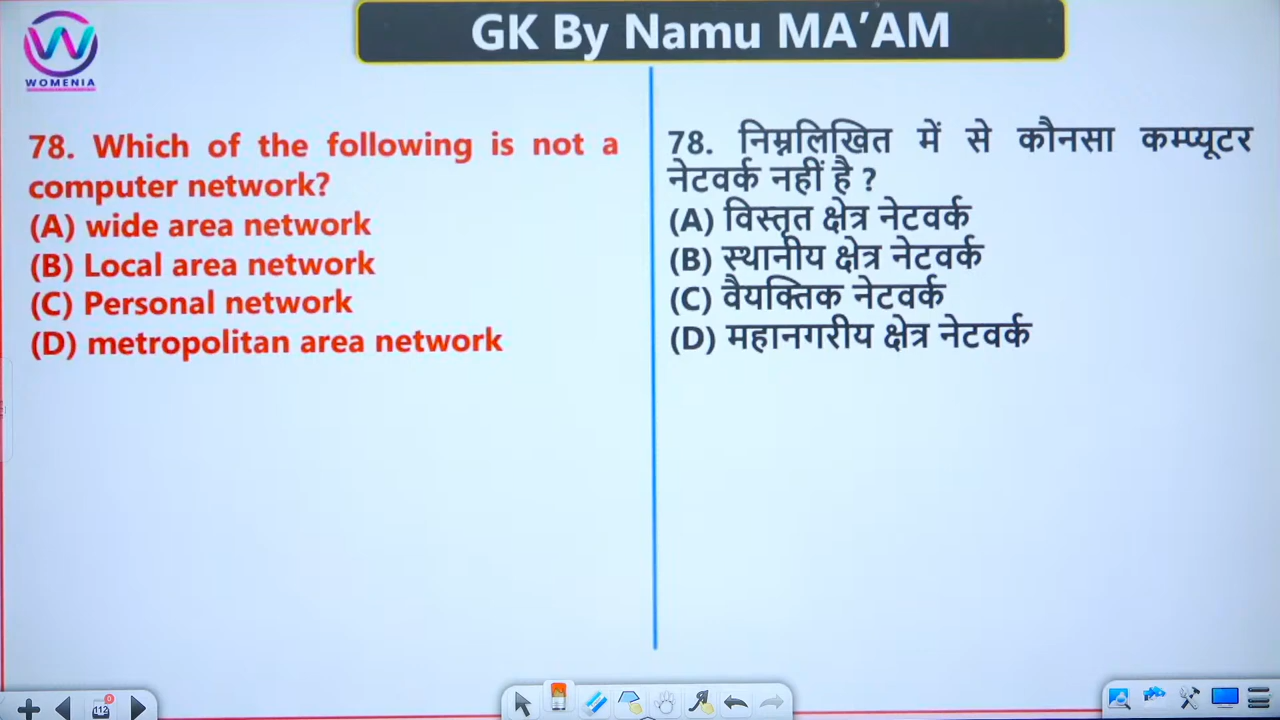 WOMENIA
GK By Namu MA’AM
78. Which of the following is not a
computer network?
(A) wide area network
(B) Local area network
(C) Personal network
(D) metropolitan area network
78. निम्नलिखित में से कौनसा कम्प्यूटर
नेटवर्क नहीं है ?
(A) विस्तृत क्षेत्र नेटवर्क
(B) स्थानीय क्षेत्र नेटवर्क
(C) वैयक्तिक नेटवर्क
(D) महानगरीय क्षेत्र नेटवर्क
112